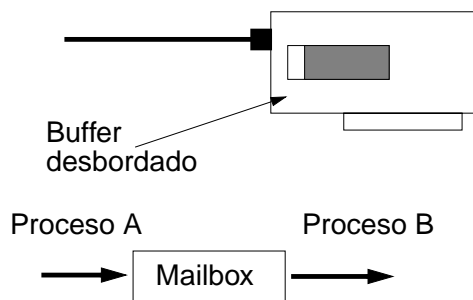 Buffer
desbordado
Proceso A
Proceso B
Mailbox